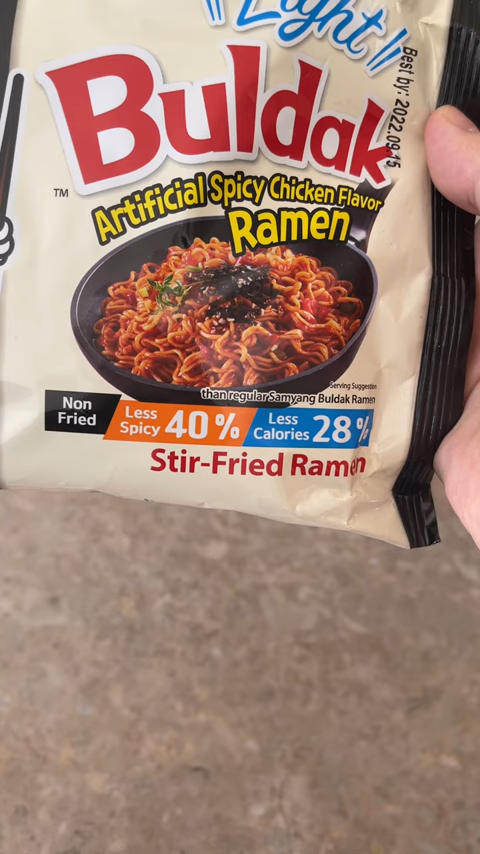 Light
Buldak
TM
Best by: 2022.09.15
Artificial Spicy Chicken Flavor
Ramen
Serving Suggestion
than regular Samyang Buldak Ramen
Non
Fried
Less
Spicy 40 %
Less
Calories 28 %
Stir-Fried Ramen